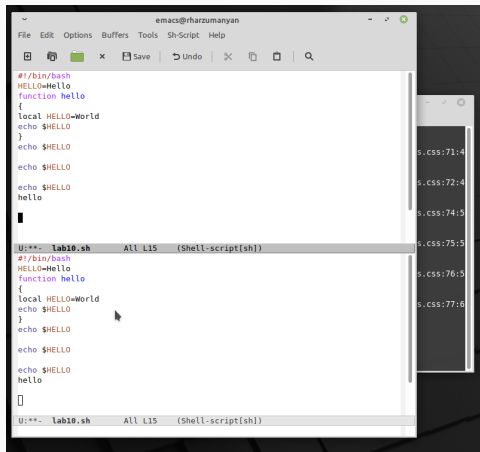 emacs@rharzumanyan
File Edit Options Buffers Tools Sh-Script Help
Save Undo
#!/bin/bash
HELLO=Hello
function hello
{
local HELLO=World
echo $HELLO
}
echo $HELLO
echo $HELLO
echo $HELLO
hello
U:**- lab10.sh All L15 (Shell-script[sh])
#!/bin/bash
HELLO=Hello
function hello
{
local HELLO=World
echo $HELLO
}
echo $HELLO
echo $HELLO
echo $HELLO
hello
U:**- lab10.sh All L15 (Shell-script[sh])
s.css:71:4
s.css:72:4
s.css:74:5
s.css:75:5
s.css:76:5
s.css:77:6